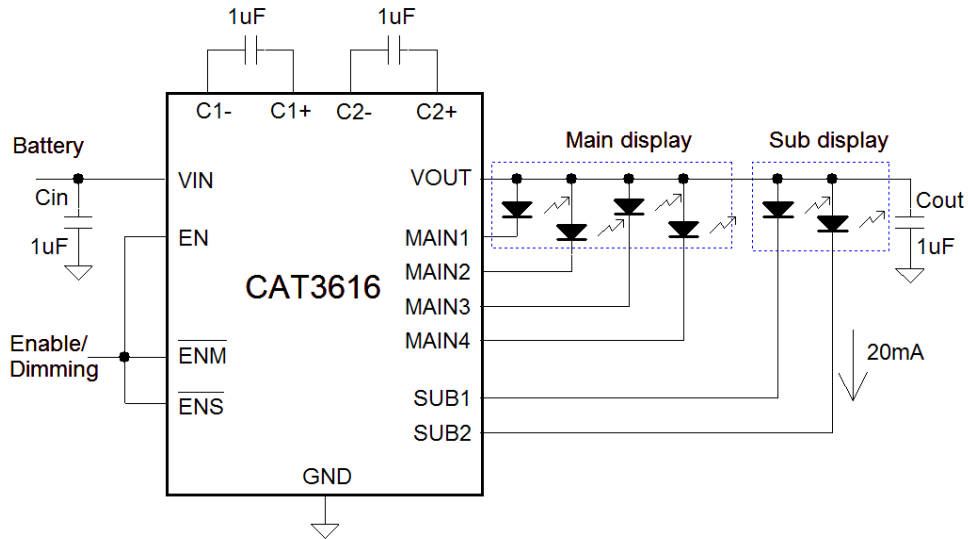 1uF
1uF
C1-
C1+
C2-
C2+
Battery
Main display
Sub display
VIN
VOUT
Cin
Cout
1uF
EN
MAIN1
1uF
MAIN2
CAT3616
MAIN3
Enable/
Dimming
ENM
MAIN4
20mA
ENS
SUB1
SUB2
GND